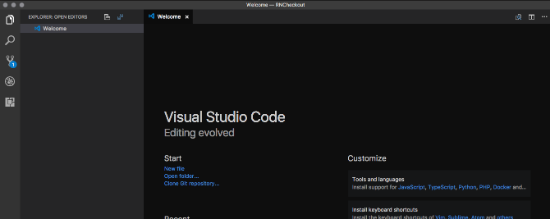 Welcome — RNCheckout
EXPLORER: OPEN EDITORS
Welcome
Welcome
1
Visual Studio Code
Editing evolved
Start
New file
Open folder...
Clone Git repository...
Recent
Customize
Tools and languages
Install support for JavaScript, TypeScript, Python, PHP, Docker and...
Install keyboard shortcuts
Install the keyboard shortcuts of Vim, Sublime, Atom and others